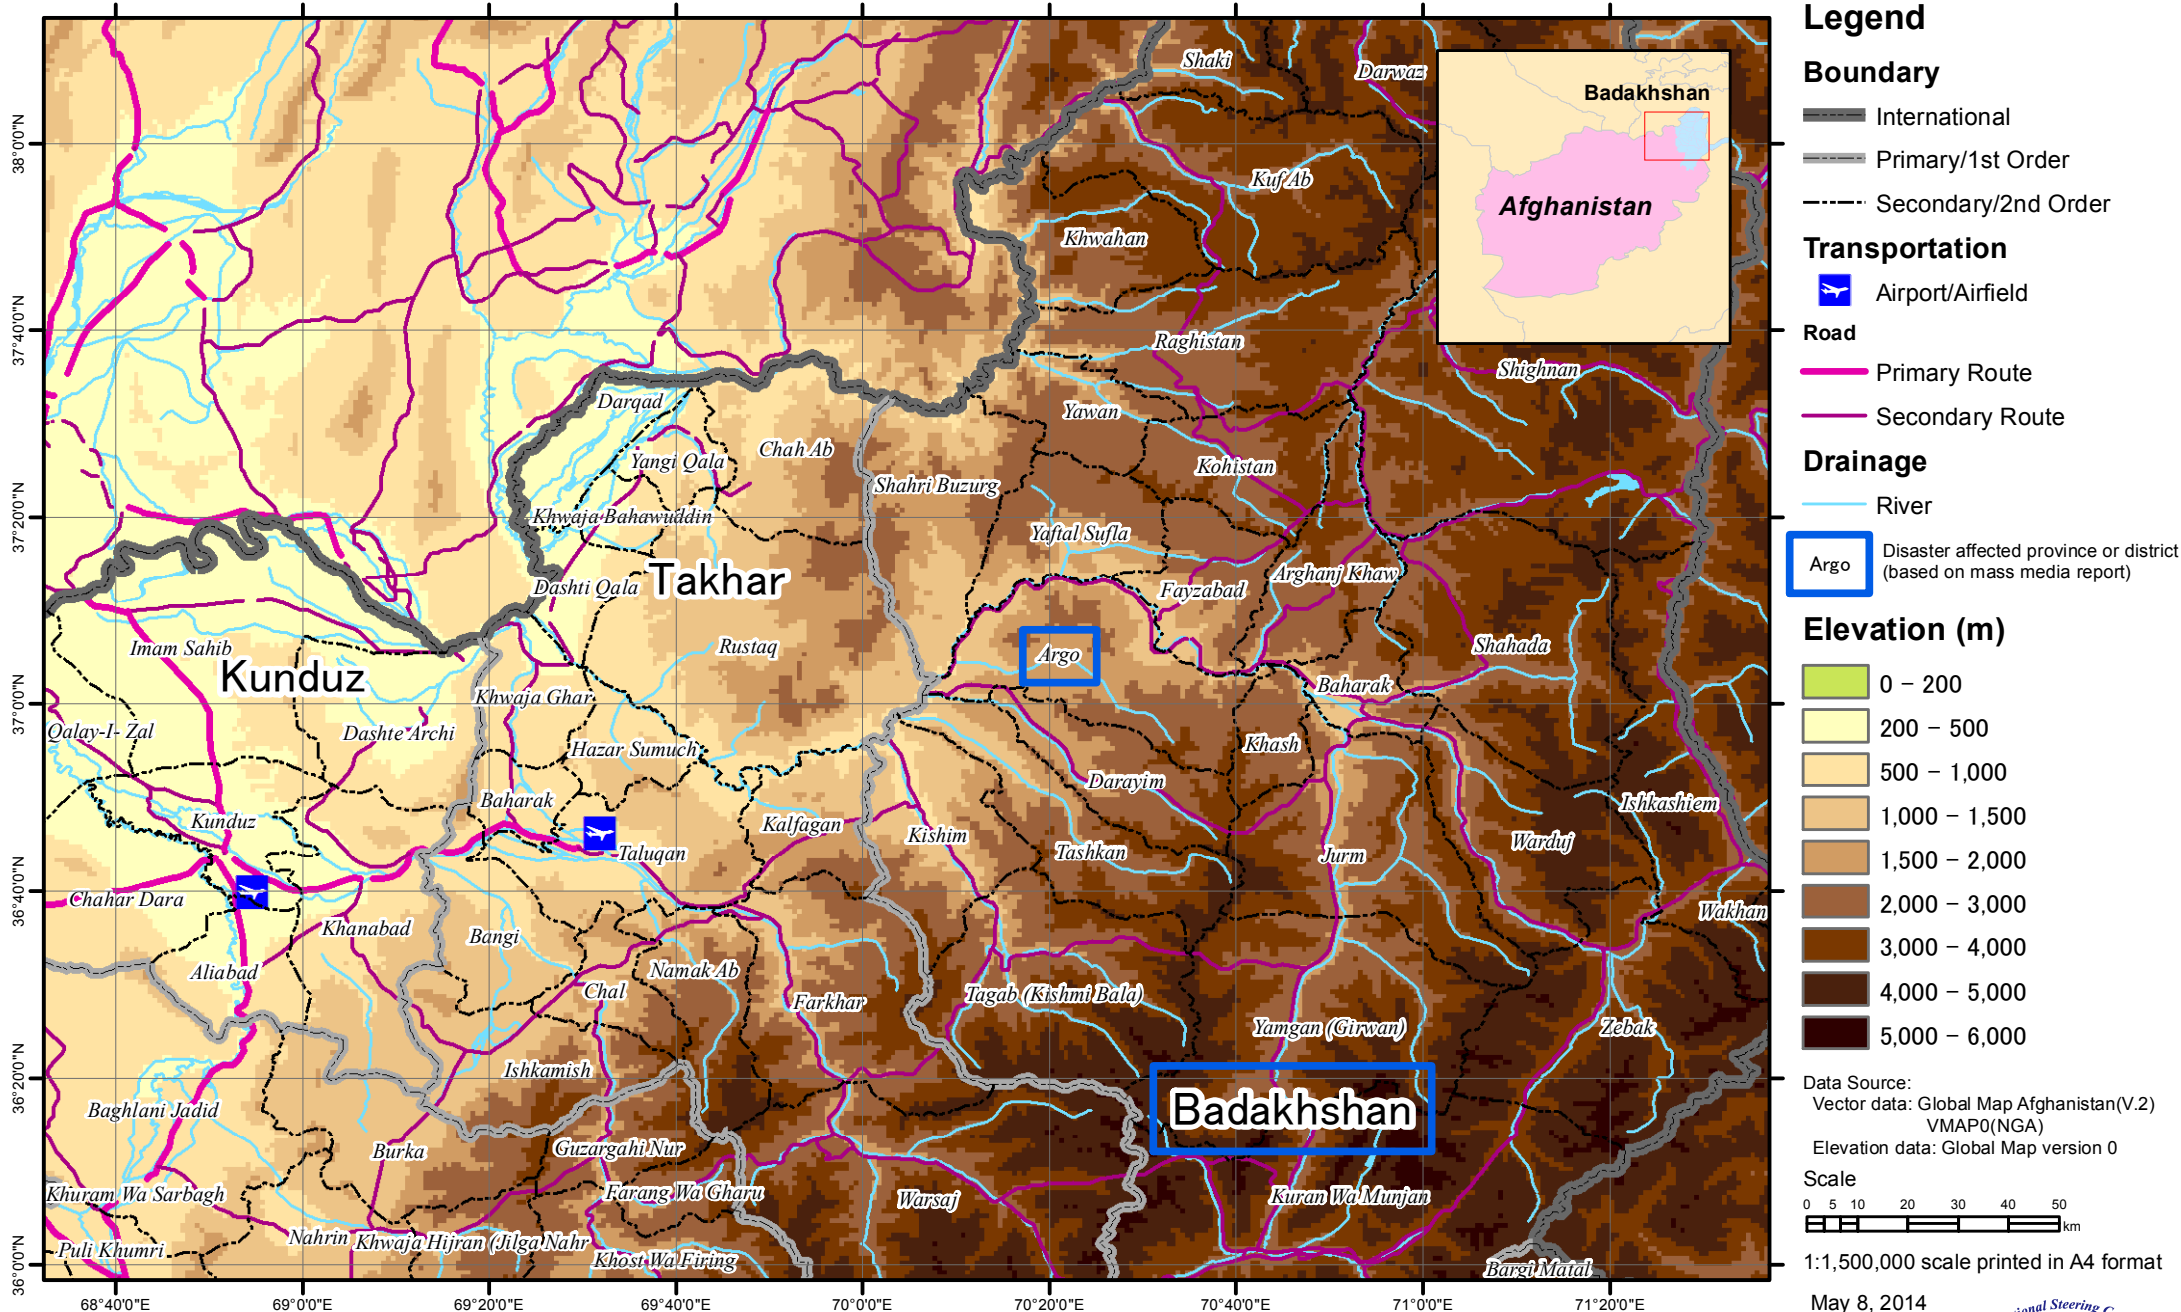 Shaki
Darwaz
Badakhshan
Afghanistan
Kuf Ab
Khwahan
Raghistan
Shighnan
Darqad
Yawan
Chah Ab
Yangi Qala
Kohistan
Shahri Buzurg
Khwaja Bahawuddin
Yaftal Sufla
Takhar
Dashti Qala
Arghanj Khaw
Fayzabad
Imam Sahib
Kunduz
Rustaq
Argo
Shahada
Khwaja Ghar
Baharak
Qalay-I- Zal
Dashte Archi
Hazar Sumuch
Khash
Darayim
Baharak
Ishkashiem
Kunduz
Kalfagan
Kishim
Warduj
Taluqan
Tashkan
Jurm
Chahar Dara
Wakhan
Khanabad
Bangi
Aliabad
Namak Ab
Chal
Farkhar
Tagab (Kishmi Bala)
Yamgan (Girwan)
Zebak
Ishkamish
Baghlani Jadid
Badakhshan
Burka
Guzargahi Nur
Khuram Wa Sarbagh
Farang Wa Gharu
Warsaj
Kuran Wa Munjan
Nahrin
Khwaja Hijran (Jilga Nahr
Puli Khumri
Khost Wa Firing
Bargi Matal
38°0'0"N
37°40'0"N
37°20'0"N
37°0'0"N
36°40'0"N
36°20'0"N
36°0'0"N
68°40'0"E
69°0'0"E
69°20'0"E
69°40'0"E
70°0'0"E
70°20'0"E
70°40'0"E
71°0'0"E
71°20'0"E
Legend
Boundary
International
Primary/1st Order
Secondary/2nd Order
Transportation
Airport/Airfield
Road
Primary Route
Secondary Route
Drainage
River
Argo
Disaster affected province or district
(based on mass media report)
Elevation (m)
0 – 200
200 – 500
500 – 1,000
1,000 – 1,500
1,500 – 2,000
2,000 – 3,000
3,000 – 4,000
4,000 – 5,000
5,000 – 6,000
Data Source:
Vector data: Global Map Afghanistan(V.2)
VMAP0(NGA)
Elevation data: Global Map version 0
Scale
0 5 10 20 30 40 50
km
1:1,500,000 scale printed in A4 format
May 8, 2014
Steering